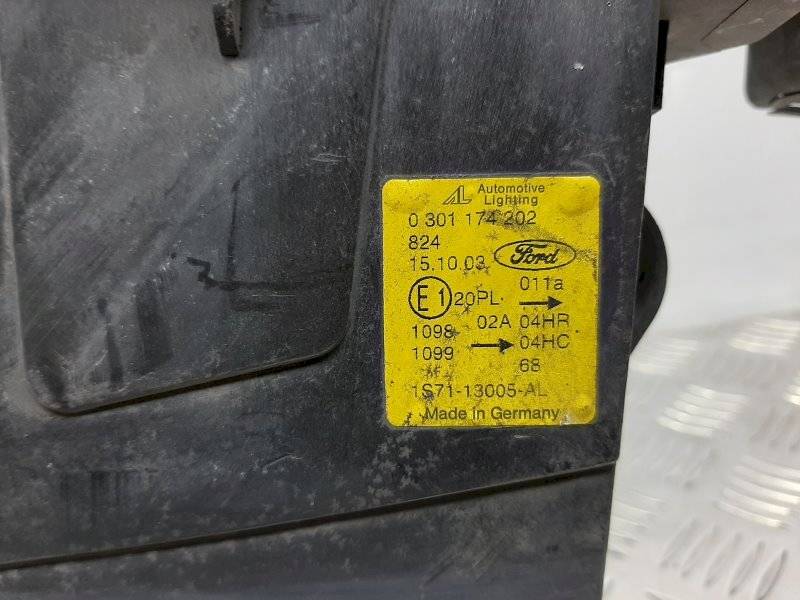 AL Automotive
Lighting
0 301 174 202
824
15.10.03 Ford
E1 20PL 011a
1098 02A 04HR
1099 04HC
68
1S71-13005-AL
Made in Germany